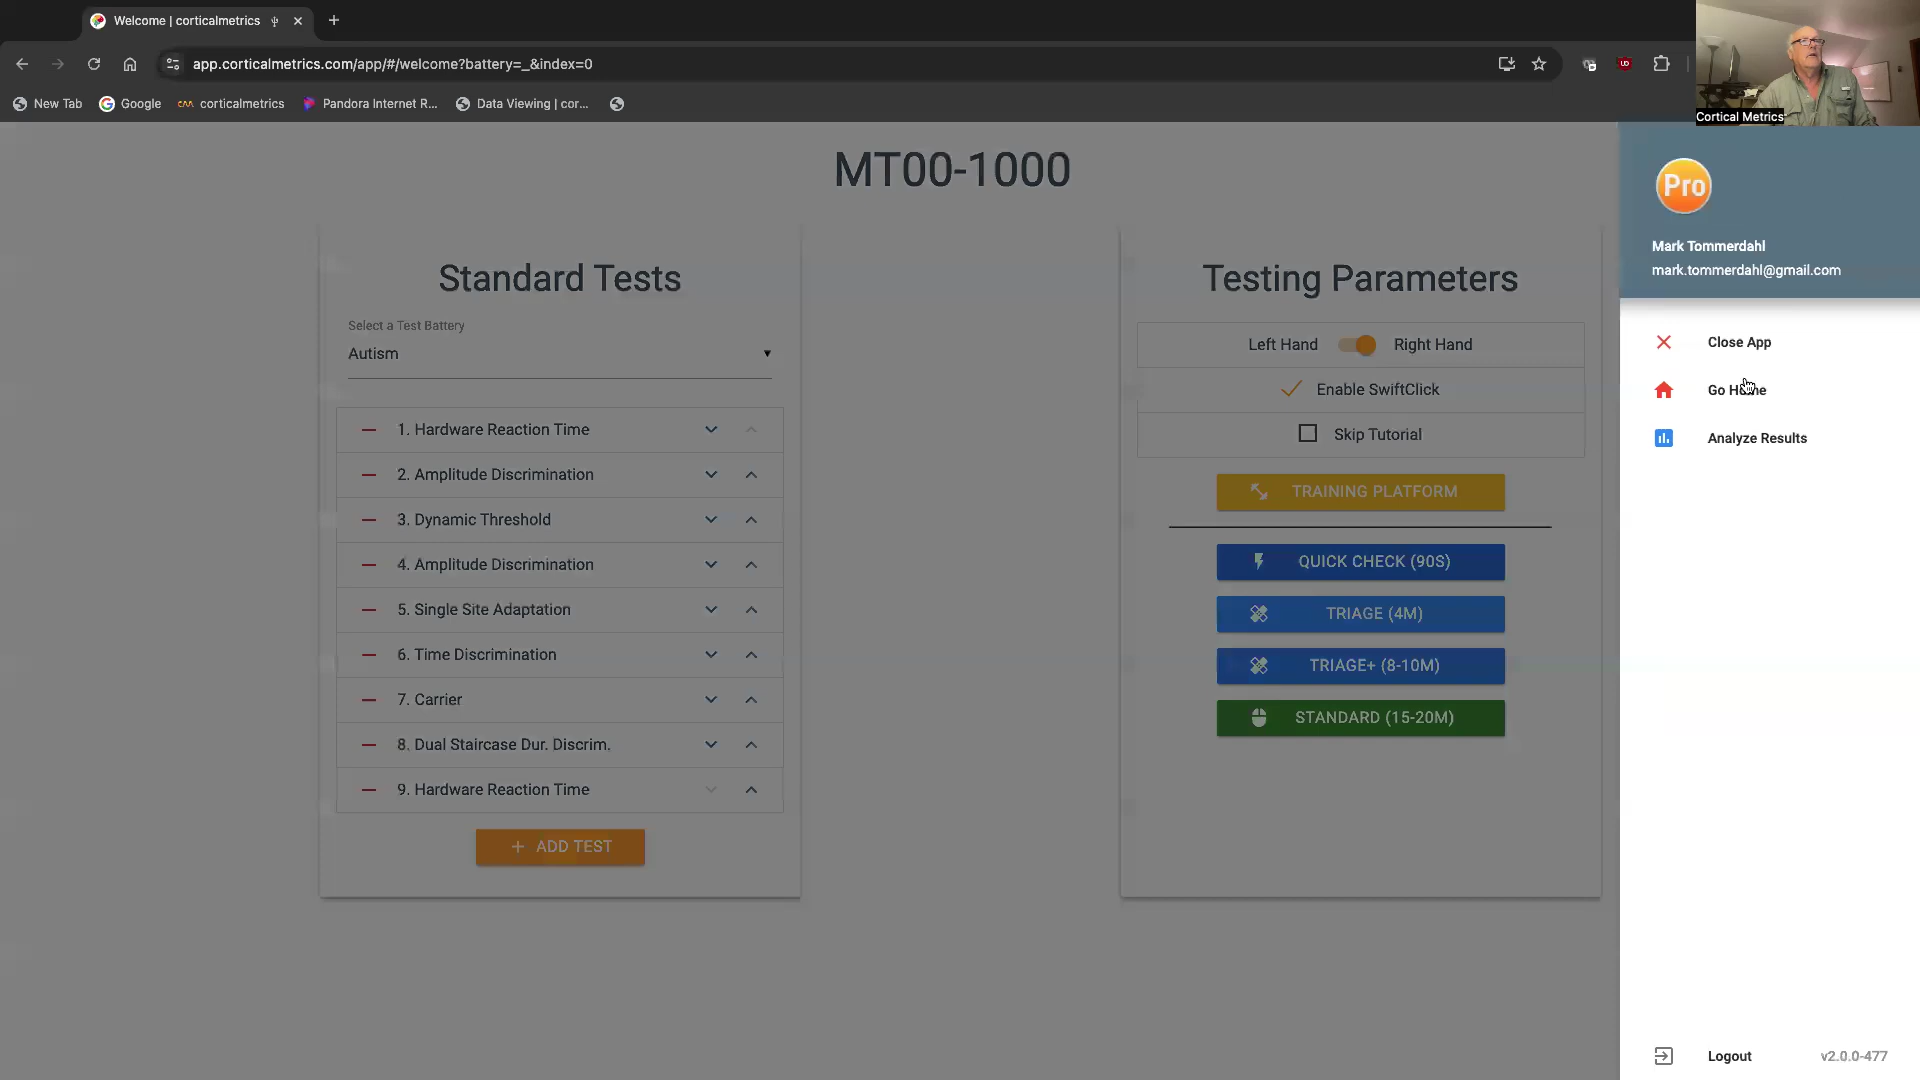 Welcome | corticalmetrics
app.corticalmetrics.com/app/#/welcome?battery=_&index=0
New Tab
Google
corticalmetrics
Pandora Internet R...
Data Viewing | cor...
Cortical Metrics
MT00-1000
Pro
Mark Tommerdahl
mark.tommerdahl@gmail.com
Close App
Go Home
Analyze Results
Standard Tests
Select a Test Battery
Autism
1. Hardware Reaction Time
2. Amplitude Discrimination
3. Dynamic Threshold
4. Amplitude Discrimination
5. Single Site Adaptation
6. Time Discrimination
7. Carrier
8. Dual Staircase Dur. Discrim.
9. Hardware Reaction Time
+ ADD TEST
Testing Parameters
Left Hand Right Hand
Enable SwiftClick
Skip Tutorial
TRAINING PLATFORM
QUICK CHECK (90S)
TRIAGE (4M)
TRIAGE+ (8-10M)
STANDARD (15-20M)
Logout v2.0.0-477